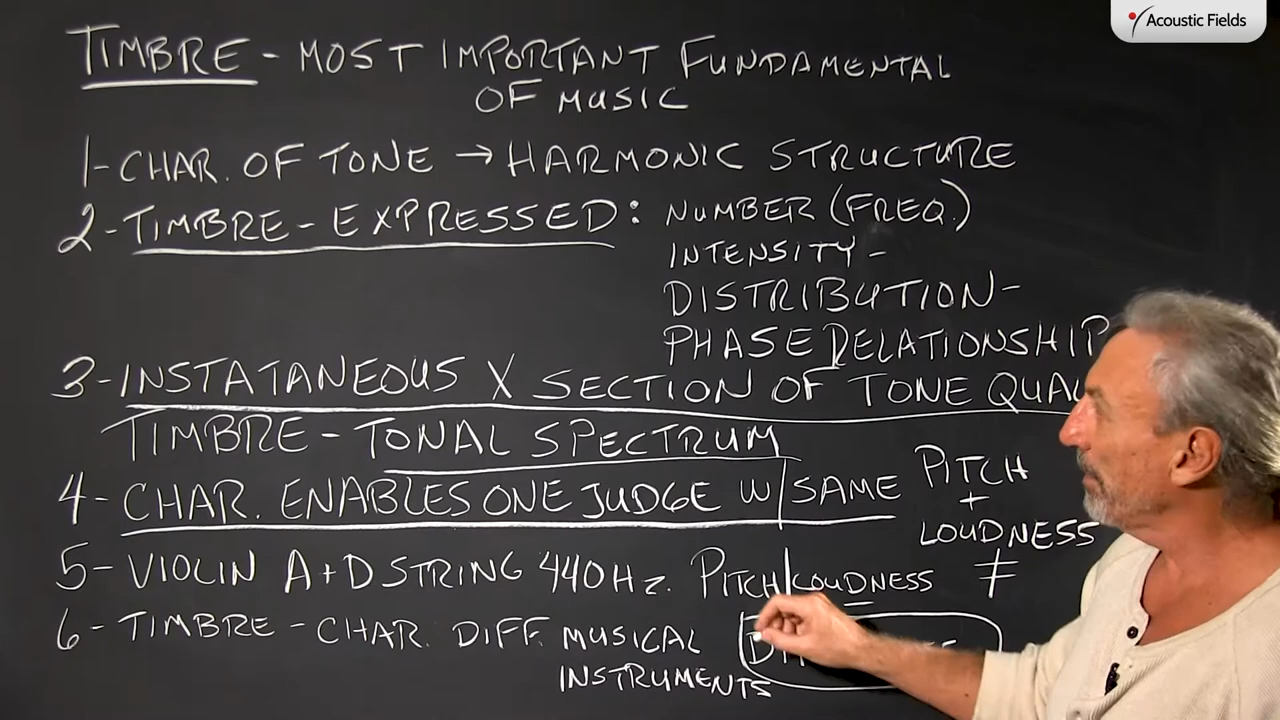 Acoustic Fields
TIMBRE - MOST IMPORTANT FUNDAMENTAL
OF MUSIC
1- CHAR. OF TONE → HARMONIC STRUCTURE
2- TIMBRE - EXPRESSED: NUMBER (FREQ.)
INTENSITY -
DISTRIBUTION -
PHASE RELATIONSHIP
3- INSTATANEOUS X SECTION OF TONE QUAL
TIMBRE - TONAL SPECTRUM
4- CHAR. ENABLES ONE JUDGE W/ SAME PITCH
+
LOUDNESS
≠
5- VIOLIN A + D STRING 440 HZ. PITCH/LOUDNESS
6- TIMBRE - CHAR. DIFF. MUSICAL
INSTRUMENTS